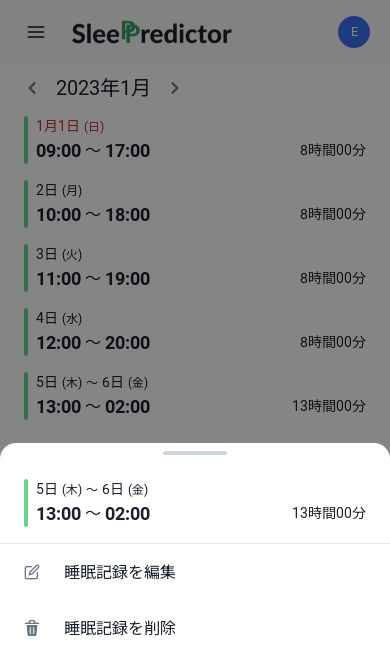 SleePPredictor
E
2023年1月
1月1日 (日)
09:00 〜 17:00
8時間00分
2日 (月)
10:00 〜 18:00
8時間00分
3日 (火)
11:00 〜 19:00
8時間00分
4日 (水)
12:00 〜 20:00
8時間00分
5日 (木) 〜 6日 (金)
13:00 〜 02:00
13時間00分
5日 (木) 〜 6日 (金)
13:00 〜 02:00
13時間00分
睡眠記録を編集
睡眠記録を削除